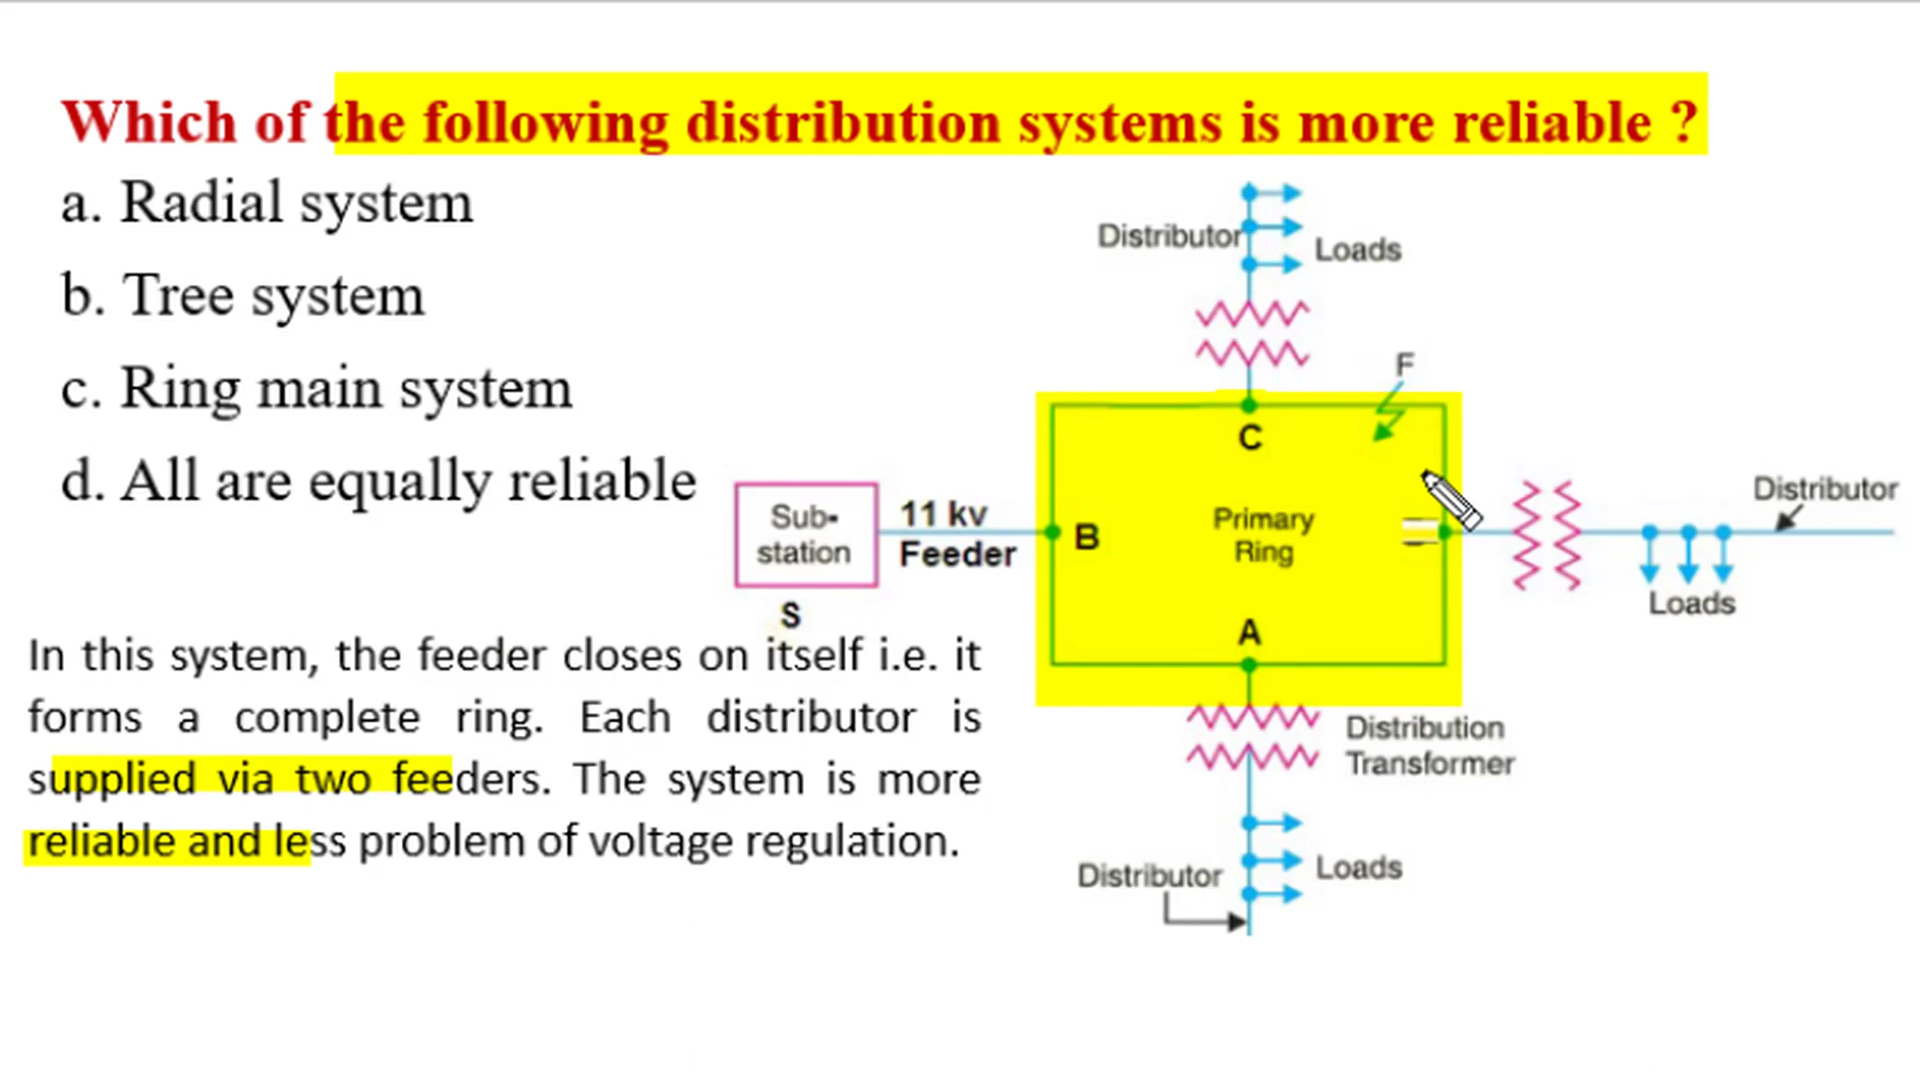 Which of the following distribution systems is more reliable ?
a. Radial system
b. Tree system
c. Ring main system
d. All are equally reliable
Distributor
Loads
F
C
Sub-
station
S
11 kv
Feeder
B
Primary
Ring
A
Distributor
Loads
Distribution
Transformer
Distributor
Loads
In this system, the feeder closes on itself i.e. it
forms a complete ring. Each distributor is
supplied via two feeders. The system is more
reliable and less problem of voltage regulation.